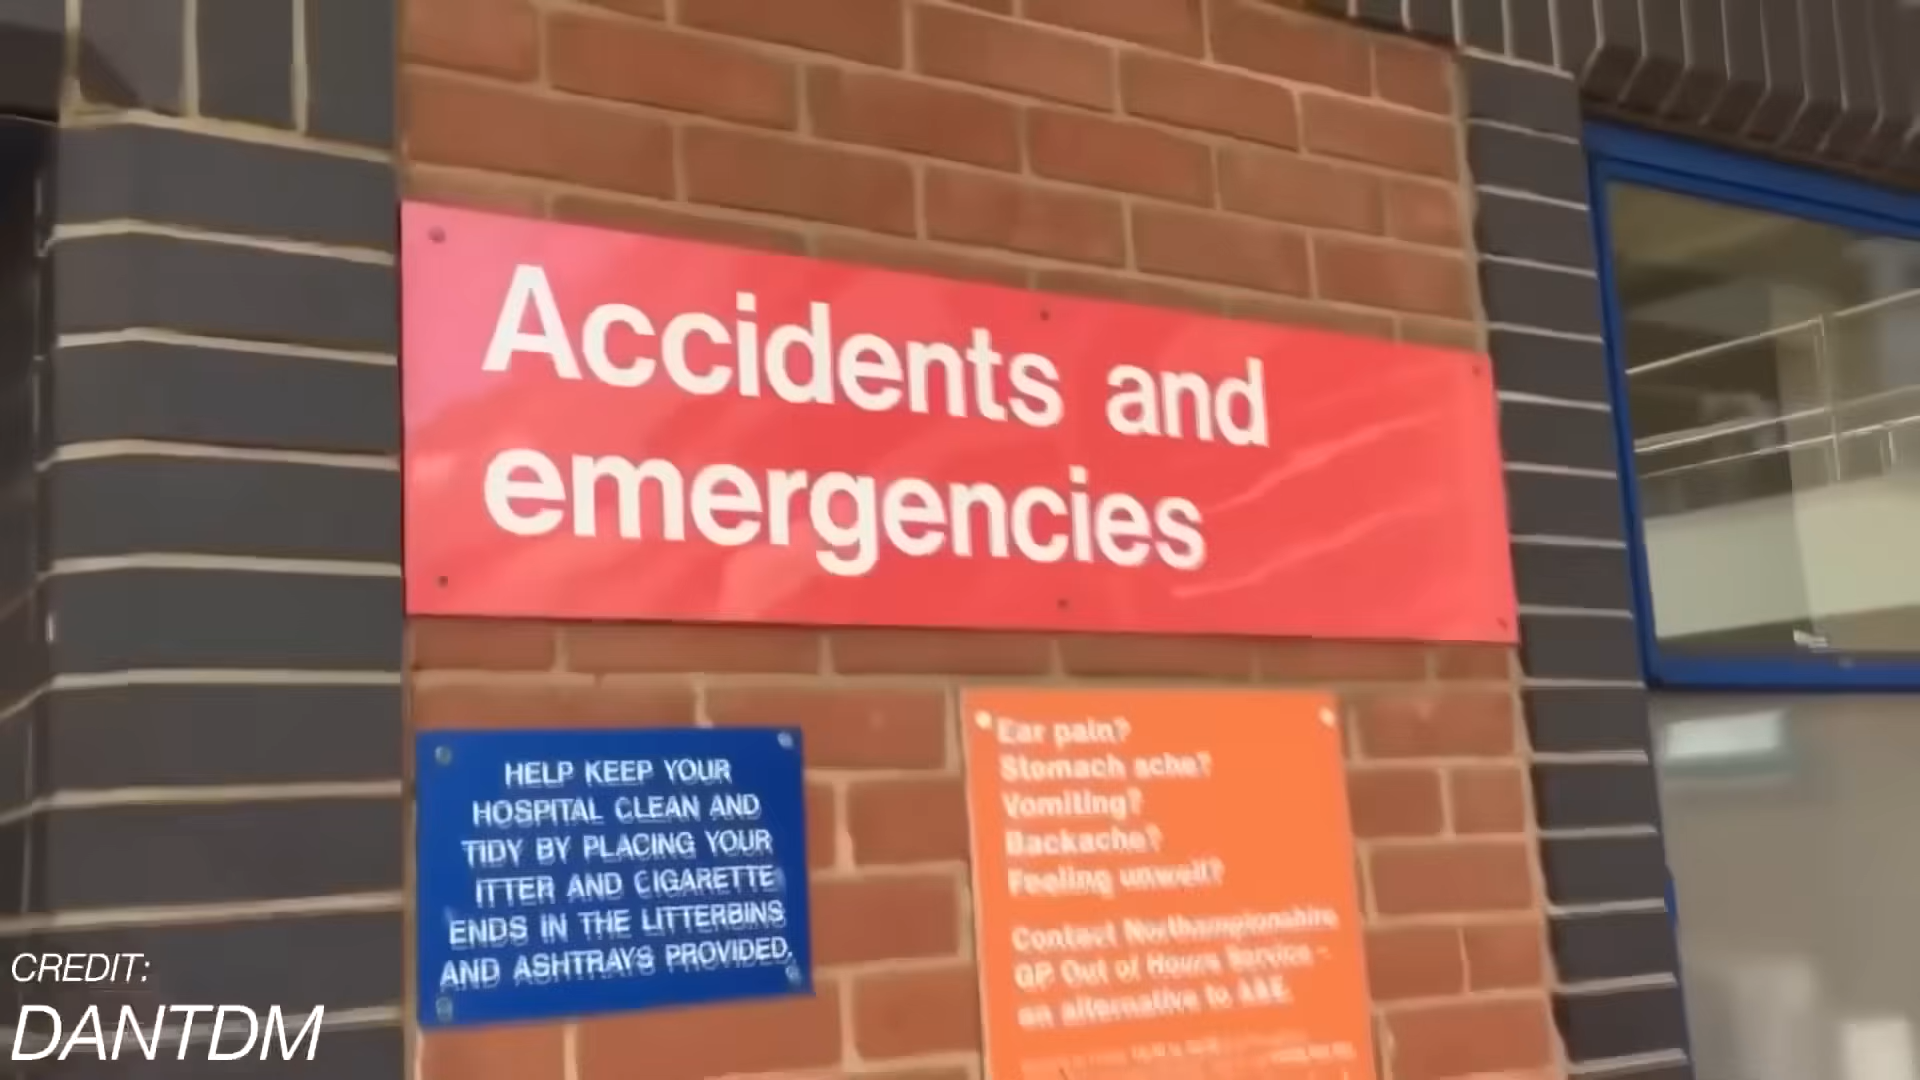 Accidents and
emergencies
HELP KEEP YOUR
HOSPITAL CLEAN AND
TIDY BY PLACING YOUR
ITTER AND CIGARETTE
ENDS IN THE LITTERBINS
AND ASHTRAYS PROVIDED.
Ear pain?
Stomach ache?
Vomiting?
Backache?
Feeling unwell?
Contact Northamptonshire
GP Out of Hours Service -
an alternative to A&E.
CREDIT:
DANTDM